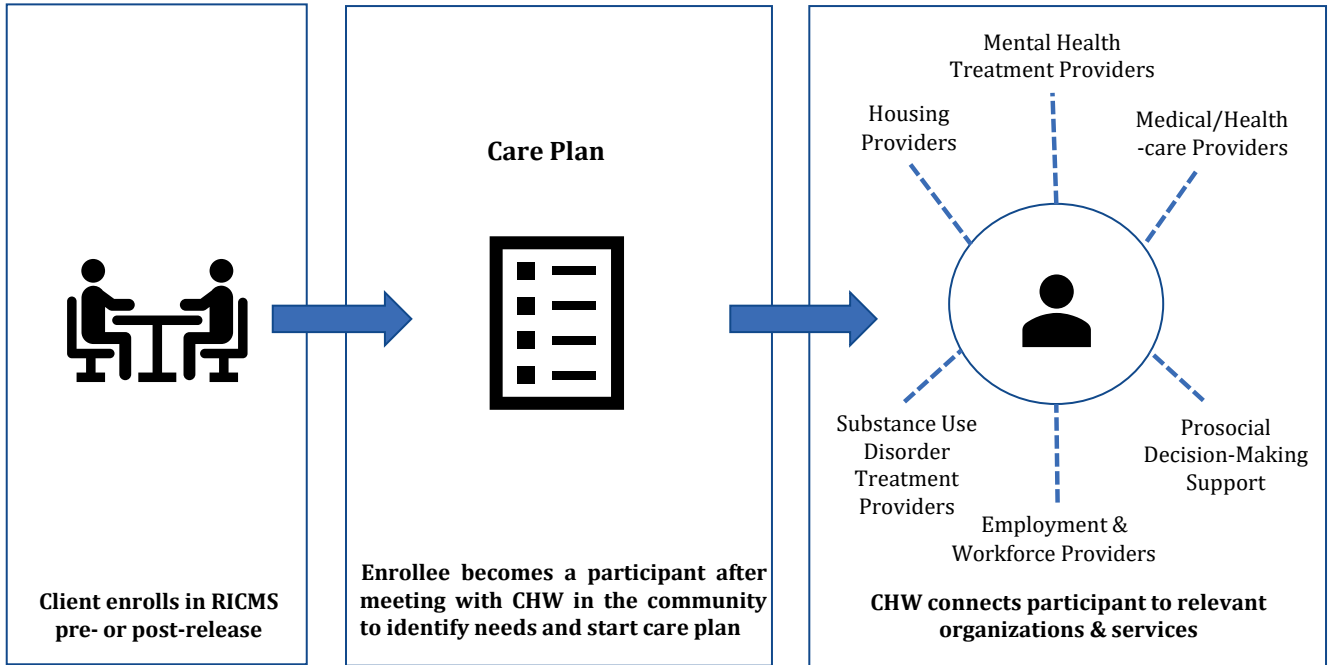 Client enrolls in RICMS
pre- or post-release
Care Plan
Enrollee becomes a participant after
meeting with CHW in the community
to identify needs and start care plan
Mental Health
Treatment Providers
Housing
Providers
Medical/Health
-care Providers
Substance Use
Disorder
Treatment
Providers
Prosocial
Decision-Making
Support
Employment &
Workforce Providers
CHW connects participant to relevant
organizations & services